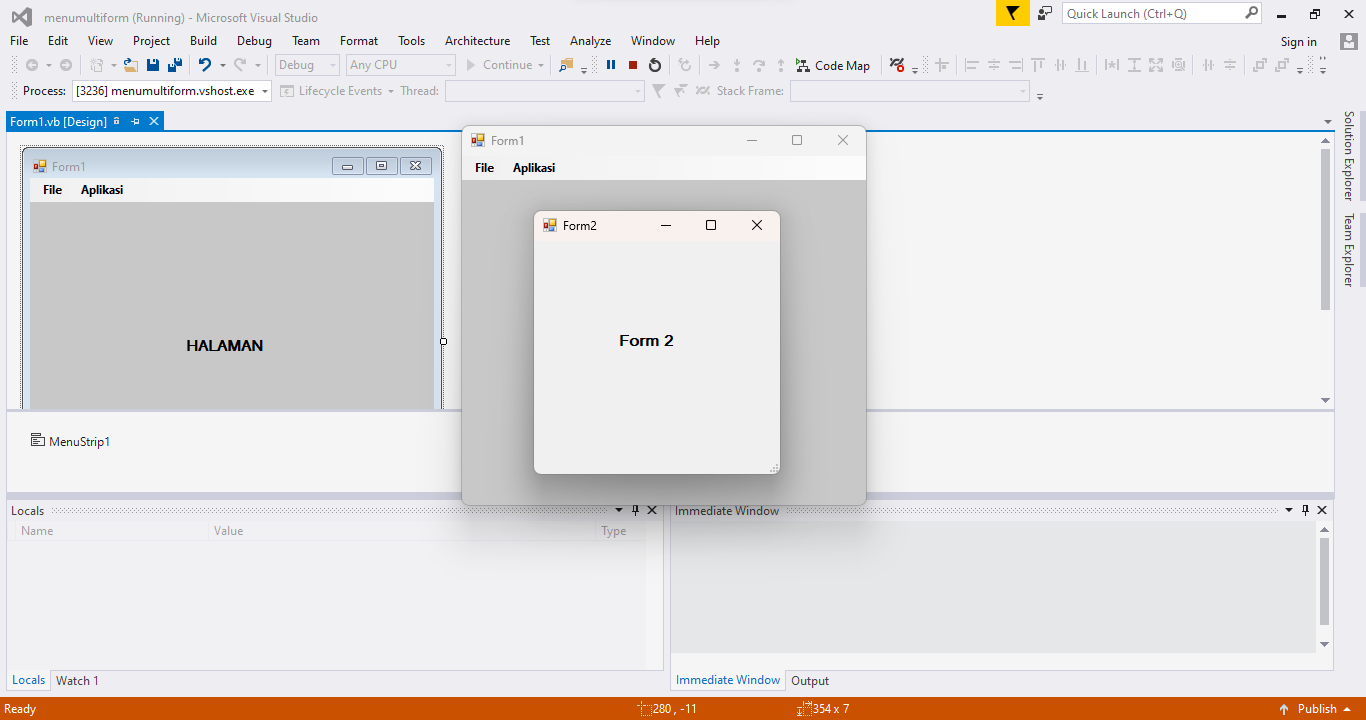 menumultiform (Running) - Microsoft Visual Studio
Quick Launch (Ctrl+Q)
File Edit View Project Build Debug Team Format Tools Architecture Test Analyze Window Help
Sign in
Debug Any CPU Continue Code Map
Process: [3236] menumultiform.vshost.exe Lifecycle Events Thread: Stack Frame:
Form1.vb [Design]
Form1
File Aplikasi
HALAMAN
Form1
File Aplikasi
Form2
Form 2
Solution Explorer
Team Explorer
MenuStrip1
Locals
Name Value Type
Immediate Window
Locals Watch 1
Immediate Window Output
Ready
280 , -11
354 x 7
Publish